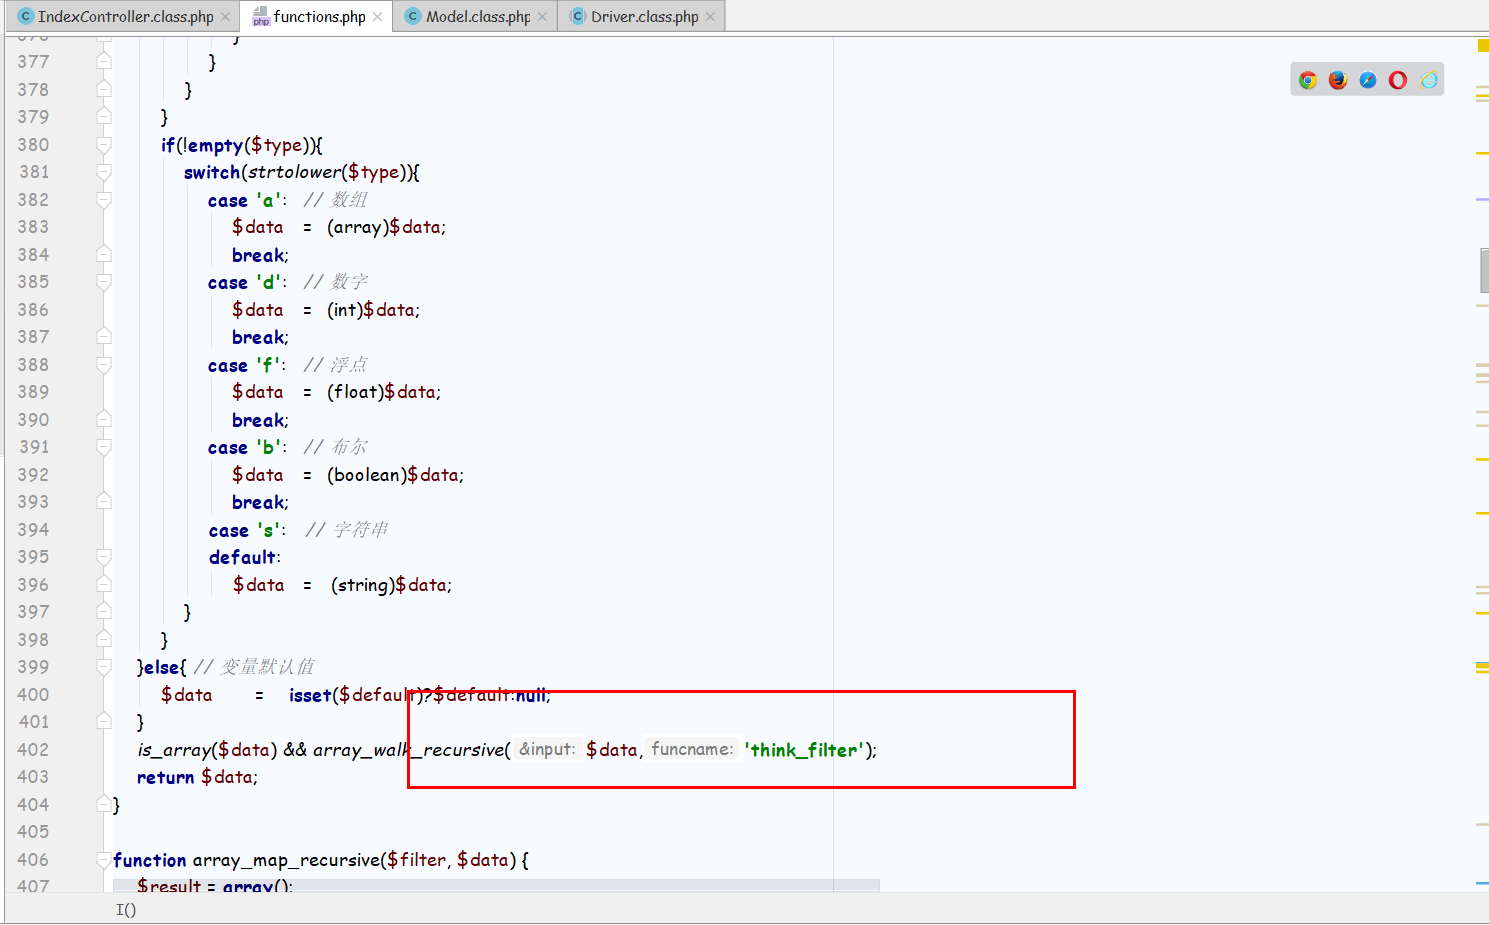 IndexController.class.php functions.php Model.class.php Driver.class.php
377 }
378 }
379 }
380 if(!empty($type)){
381 switch(strtolower($type)){
382 case 'a': // 数组
383 $data = (array)$data;
384 break;
385 case 'd': // 数字
386 $data = (int)$data;
387 break;
388 case 'f': // 浮点
389 $data = (float)$data;
390 break;
391 case 'b': // 布尔
392 $data = (boolean)$data;
393 break;
394 case 's': // 字符串
395 default:
396 $data = (string)$data;
397 }
398 }
399 }else{ // 变量默认值
400 $data = isset($default)?$default:null;
401 }
402 is_array($data) && array_walk_recursive( &input: $data, funcname: 'think_filter');
403 return $data;
404 }
405
406 function array_map_recursive($filter, $data) {
407 $result = array();
I()